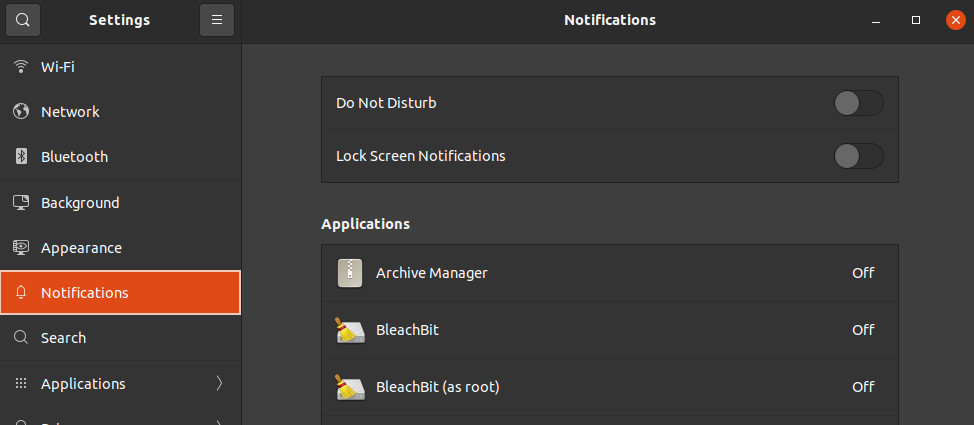 Settings
Notifications
Wi-Fi
Network
Bluetooth
Background
Appearance
Notifications
Search
Applications
Do Not Disturb
Lock Screen Notifications
Applications
Archive Manager Off
BleachBit Off
BleachBit (as root) Off